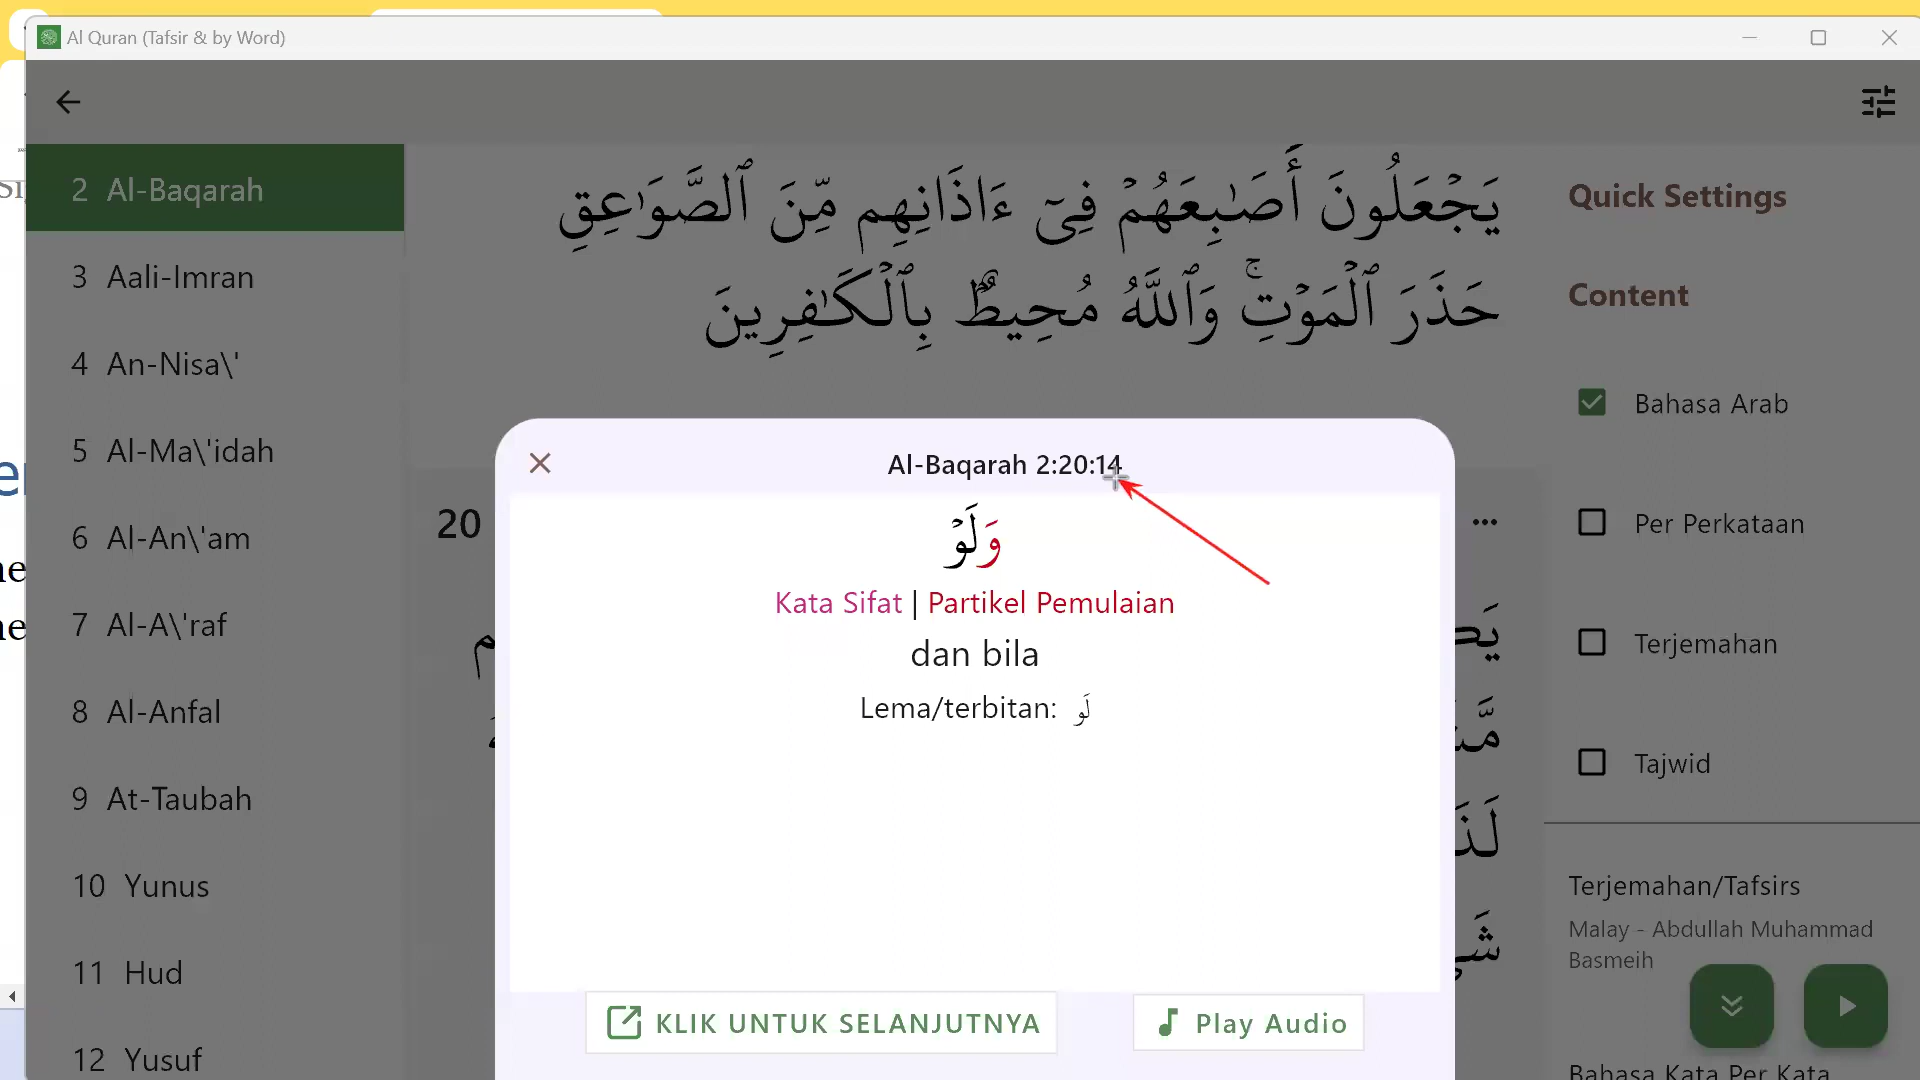 Al Quran (Tafsir & by Word)
2 Al-Baqarah
3 Aali-Imran
4 An-Nisa\'
5 Al-Ma\'idah
6 Al-An\'am
7 Al-A\'raf
8 Al-Anfal
9 At-Taubah
10 Yunus
11 Hud
12 Yusuf
يَجْعَلُونَ أَصَـٰبِعَهُمْ فِىٓ ءَاذَانِهِم مِّنَ ٱلصَّوَٰعِقِ
حَذَرَ ٱلْمَوْتِ ۚ وَٱللَّهُ مُحِيطٌۢ بِٱلْكَـٰفِرِينَ
20
Al-Baqarah 2:20:14
وَلَوْ
Kata Sifat | Partikel Pemulaian
dan bila
Lema/terbitan: لَو
KLIK UNTUK SELANJUTNYA
Play Audio
Quick Settings
Content
Bahasa Arab
Per Perkataan
Terjemahan
Tajwid
Terjemahan/Tafsirs
Malay - Abdullah Muhammad
Basmeih
Bahasa Kata Per Kata